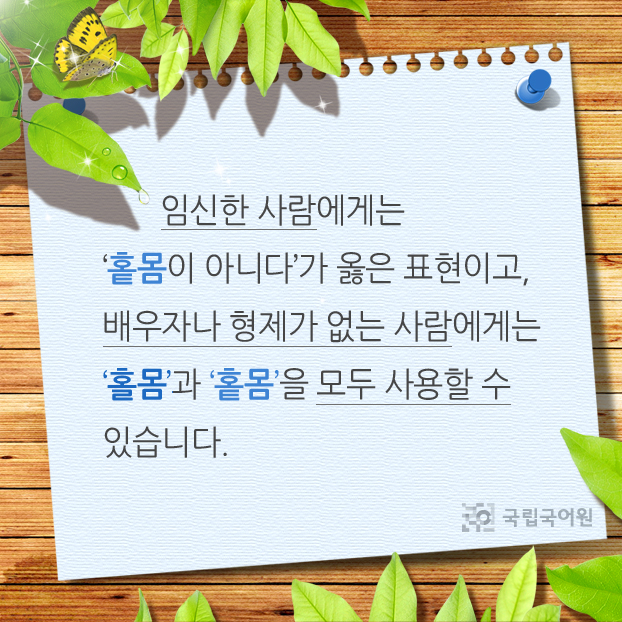 임신한 사람에게는
‘홑몸이 아니다’가 옳은 표현이고,
배우자나 형제가 없는 사람에게는
‘홀몸’과 ‘홑몸’을 모두 사용할 수
있습니다.
국립국어원